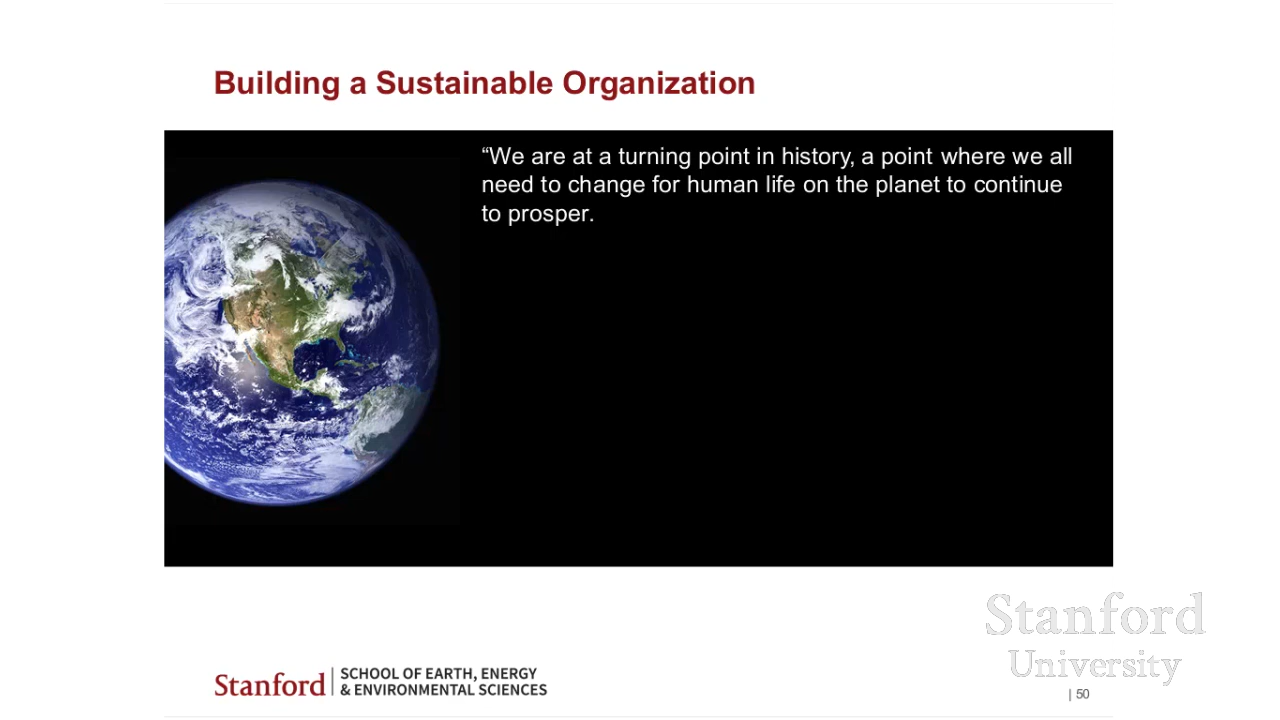 Building a Sustainable Organization
“We are at a turning point in history, a point where we all
need to change for human life on the planet to continue
to prosper.
Stanford
University
Stanford | SCHOOL OF EARTH, ENERGY
& ENVIRONMENTAL SCIENCES
| 50